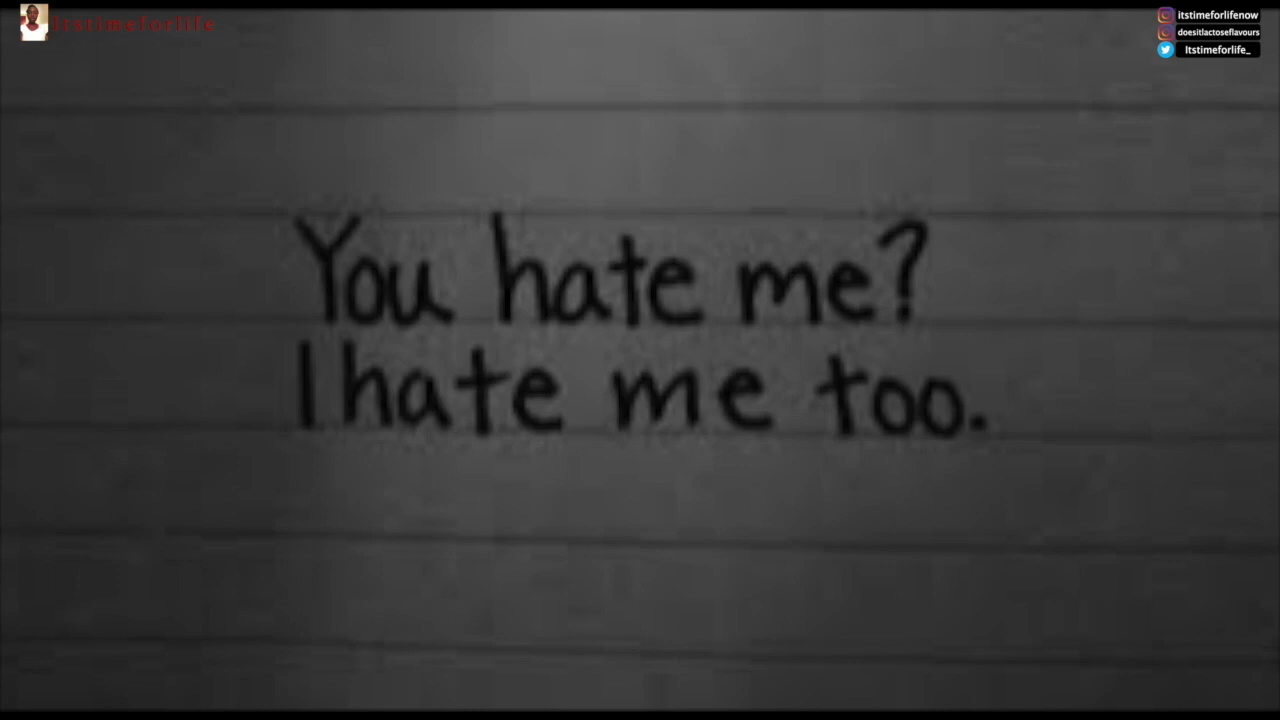 Itstimeforlife
itstimeforlifenow
doesitlactoseflavours
Itstimeforlife_
You hate me?
I hate me too.